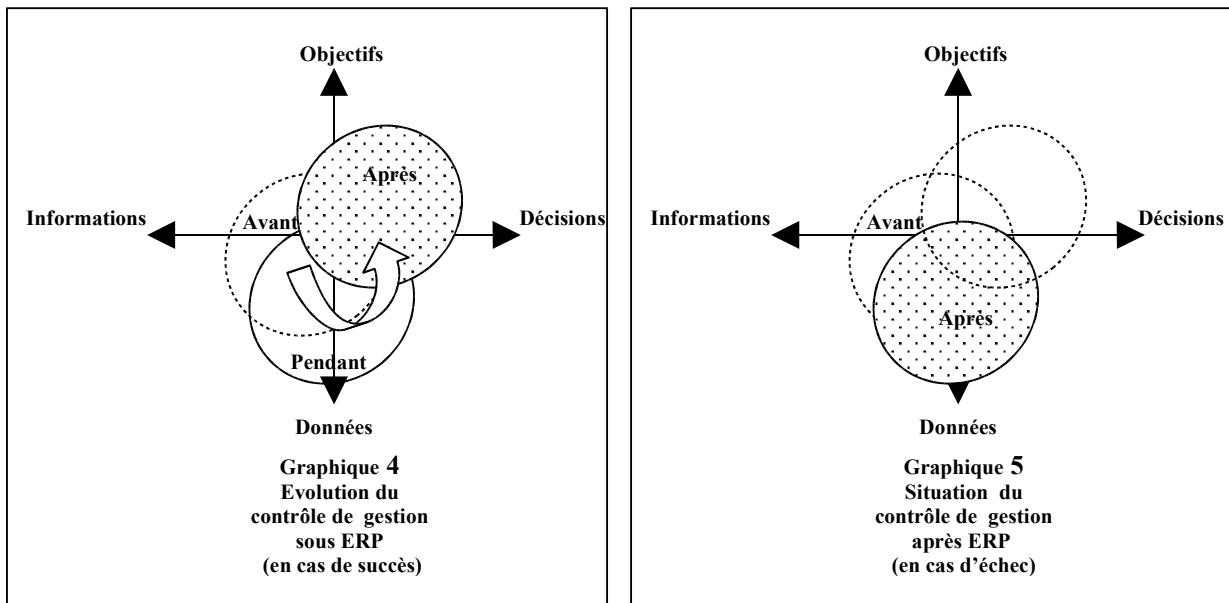 Objectifs
Après
Avant
Informations
Décisions
Pendant
Données
Graphique 4
Evolution du
contrôle de gestion
sous ERP
(en cas de succès)
Objectifs
Avant
Informations
Décisions
Après
Données
Graphique 5
Situation du
contrôle de gestion
après ERP
(en cas d'échec)